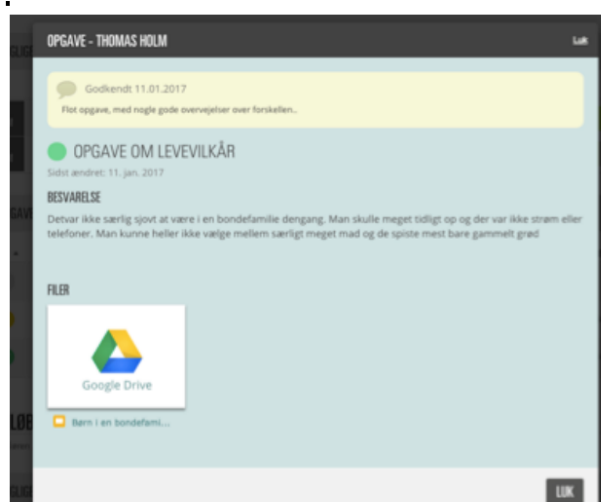 OPGAVE - THOMAS HOLM
Luk
Godkendt 11.01.2017
Flot opgave, med nogle gode overvejelser over forskellen..
OPGAVE OM LEVEVILKÅR
Sidst ændret: 11. jan. 2017
BESVARELSE
Detvar ikke særlig sjovt at være i en bondefamilie dengang. Man skulle meget tidligt op og der var ikke strøm eller
telefoner. Man kunne heller ikke vælge mellem særligt meget mad og de spiste mest bare gammelt grød
FILER
Google Drive
Børn i en bondefami...
LUK